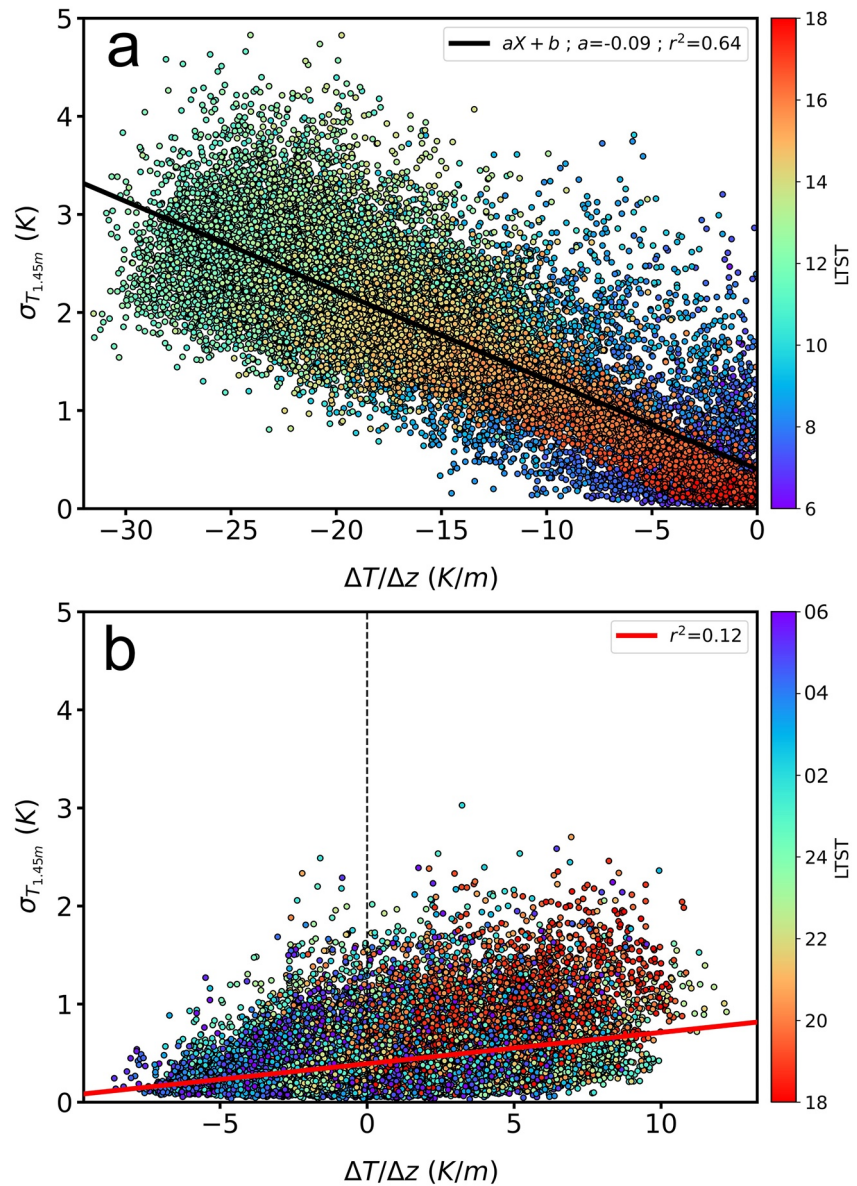 a
aX + b ; a=-0.09 ; r²=0.64
5
4
3
2
1
0
σT1.45m (K)
−30 −25 −20 −15 −10 −5 0
ΔT/Δz (K/m)
18
16
14
12
10
8
6
LTST
b
r²=0.12
5
4
3
2
1
0
σT1.45m (K)
−5 0 5 10
ΔT/Δz (K/m)
06
04
02
24
22
20
18
LTST